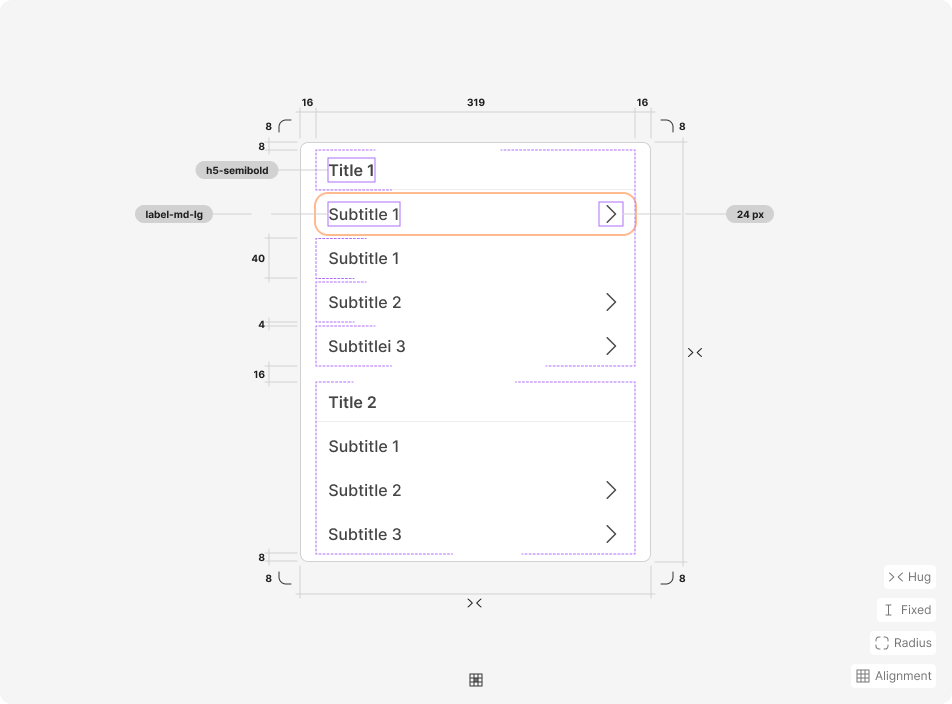 16 319 16
8 8
8
h5-semibold Title 1
label-md-lg Subtitle 1 24 px
40 Subtitle 1
Subtitle 2
4
Subtitlei 3
16
Title 2
Subtitle 1
Subtitle 2
Subtitle 3
8
8 8
Hug
Fixed
Radius
Alignment